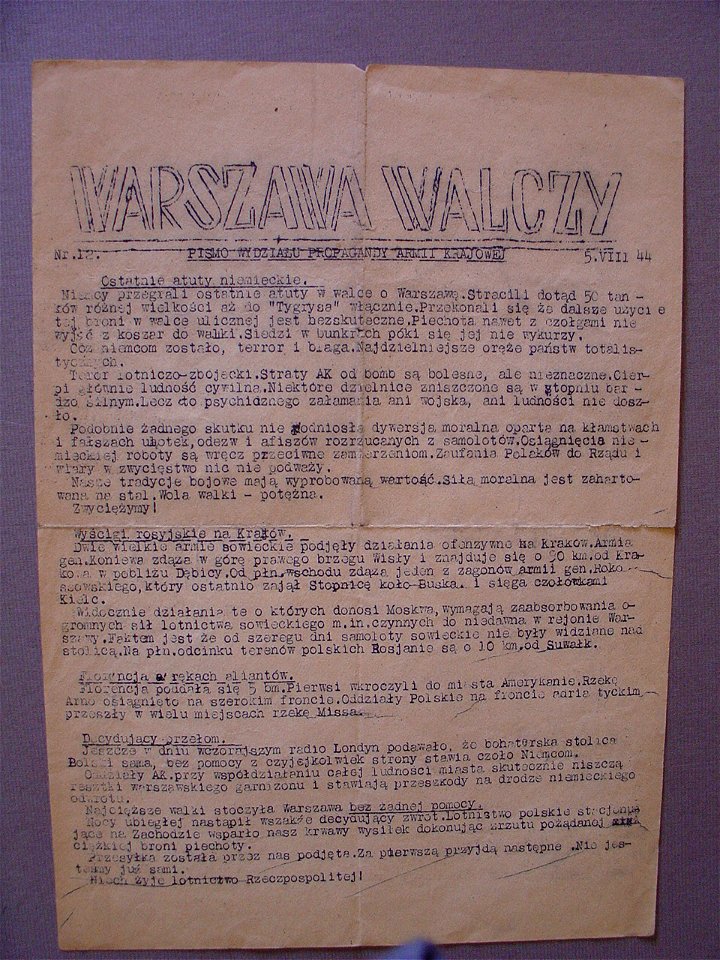 WARSZAWA WALCZY
Nr.12. PISMO WYDZIAŁU PROPAGANDY ARMII KRAJOWEJ 5.VIII 44
Ostatnie atuty niemieckie.
Niemcy przegrali ostatnie atuty w walce o Warszawę.Stracili dotąd 50 tan-
ków różnej wielkości aż do "Tygrysa" włącznie.Przekonali się że dalsze użycie
tej broni w walce ulicznej jest bezskuteczne.Piechota nawet z czołgami nie
wyjść z koszar do walki.Siedzi w bunkrach póki się jej nie wykurzy.
Cóż niemcom zostało, terror i blaga.Najdzielniejsze oręże państw totalis-
tycznych.
Teror lotniczo-zbojecki.Straty AK od bomb są bolesne, ale nieznaczne.Cier-
pi głównie ludność cywilna.Niektóre dzielnice zniszczone są w stopniu bar-
dzo silnym.Lecz do psychidznego załamania ani wojska, ani ludności nie dosz-
ło.
Podobnie żadnego skutku nie podniosła dywersja moralna oparta na kłamstwach
i fałszach ulotek,odezw i afiszów rozrzucanych z samolotów.Osiągnięcia nie-
mieckiej roboty są wręcz przeciwne zamierzeniom.Zaufania Polaków do Rządu i
wiary w zwycięstwo nic nie podważy.
Nasze tradycje bojowe mają wypróbowaną wartość.Siła moralna jest zaharto-
wana na stal.Wola walki - potężna.
Zwyciężymy!
Wyścigi rosyjskie na Kraków.
Dwie wielkie armie sowieckie podjęły działania ofenzywne na Kraków.Armia
gen.Koniewa zdąża w górę prawego brzegu Wisły i znajduje się o 90 km.od Kra-
kowa w pobliżu Dębicy.Od płn.wschodu zdąża jeden z zagonów armii gen.Roko-
ssowskiego,który ostatnio zajął Stopnicę koło Buska. i sięga czołówkami
Kielc.
Widocznie działania te o których donosi Moskwa,wymagają zaabsorbowania o-
gromnych sił lotnictwa sowieckiego m.in.czynnych do niedawna w rejonie War-
szawy.Faktem jest że od szeregu dni samoloty sowieckie nie były widziane nad
stolicą.Na płn.odcinku terenów polskich Rosjanie są o 10 km.od Suwałk.
Florencja w rękach aliantów.
Florencja poddała się 5 bm.Pierwsi wkroczyli do miasta Amerykanie.Rzekę
Arno osiągnięto na szerokim froncie.Oddziały Polskie na froncie adriatyckim
przeszły w wielu miejscach rzekę Missa.
Decydujący przełom.
Jeszcze w dniu wczorajszym radio Londyn podawało, że bohaterska stolica
Polski sama, bez pomocy z czyjejkolwiek strony stawia czoło Niemcom.
Oddziały AK.przy współdziałaniu całej ludności miasta skutecznie niszczą
resztki warszawskiego garnizonu i stawiają przeszkody na drodze niemieckiego
odwrotu.
Najcięższe walki stoczyła Warszawa bez żadnej pomocy.
Nocy ubiegłej nastąpił wszakże decydujący zwrot.Lotnictwo polskie stacjonu
jące na Zachodzie wsparło nasz krwawy wysiłek dokonując zrzutu pożądanej
ciężkiej broni piechoty.
Przesyłka została przez nas podjęta.Za pierwszą przyjdą następne .Nie jes-
teśmy już sami.
Niech żyje lotnictwo Rzeczpospolitej!